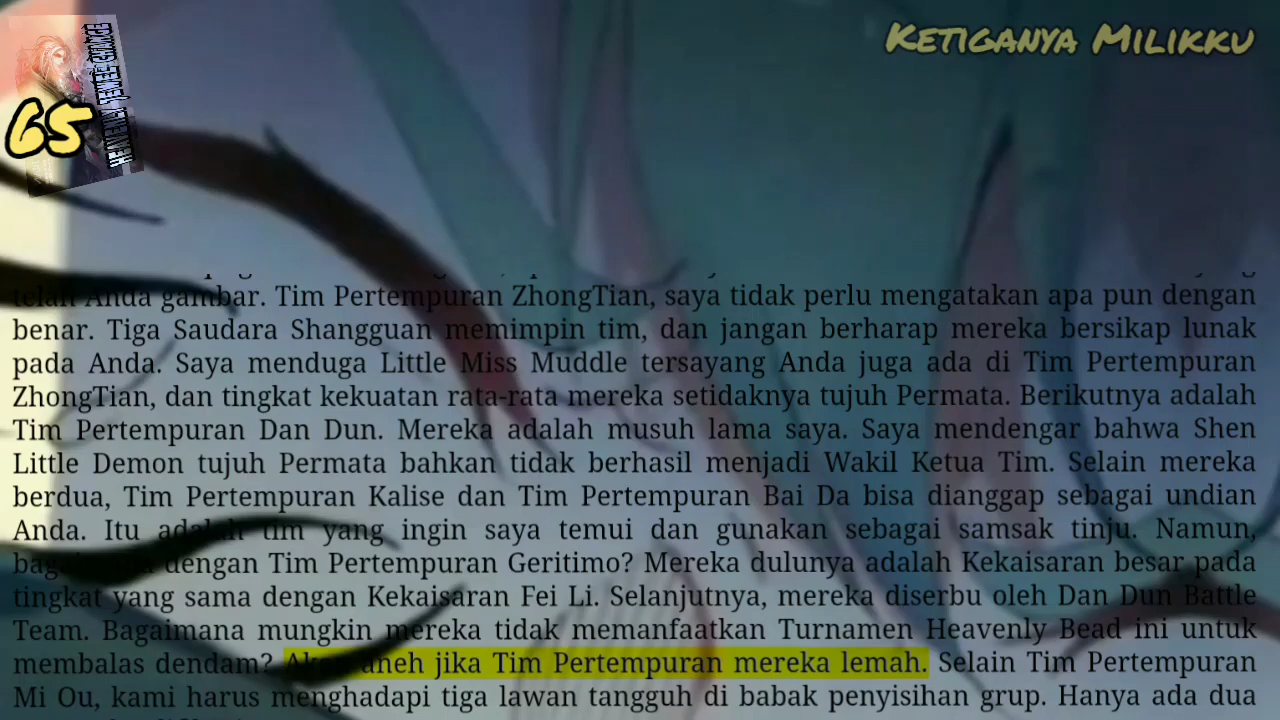 Ketiganya Milikku
65
HEAVENLY JEWEL CHANGE
telah Anda gambar. Tim Pertempuran ZhongTian, saya tidak perlu mengatakan apa pun dengan
benar. Tiga Saudara Shangguan memimpin tim, dan jangan berharap mereka bersikap lunak
pada Anda. Saya menduga Little Miss Muddle tersayang Anda juga ada di Tim Pertempuran
ZhongTian, dan tingkat kekuatan rata-rata mereka setidaknya tujuh Permata. Berikutnya adalah
Tim Pertempuran Dan Dun. Mereka adalah musuh lama saya. Saya mendengar bahwa Shen
Little Demon tujuh Permata bahkan tidak berhasil menjadi Wakil Ketua Tim. Selain mereka
berdua, Tim Pertempuran Kalise dan Tim Pertempuran Bai Da bisa dianggap sebagai undian
Anda. Itu adalah tim yang ingin saya temui dan gunakan sebagai samsak tinju. Namun,
bagaimana dengan Tim Pertempuran Geritimo? Mereka dulunya adalah Kekaisaran besar pada
tingkat yang sama dengan Kekaisaran Fei Li. Selanjutnya, mereka diserbu oleh Dan Dun Battle
Team. Bagaimana mungkin mereka tidak memanfaatkan Turnamen Heavenly Bead ini untuk
membalas dendam? Akan aneh jika Tim Pertempuran mereka lemah. Selain Tim Pertempuran
Mi Ou, kami harus menghadapi tiga lawan tangguh di babak penyisihan grup. Hanya ada dua